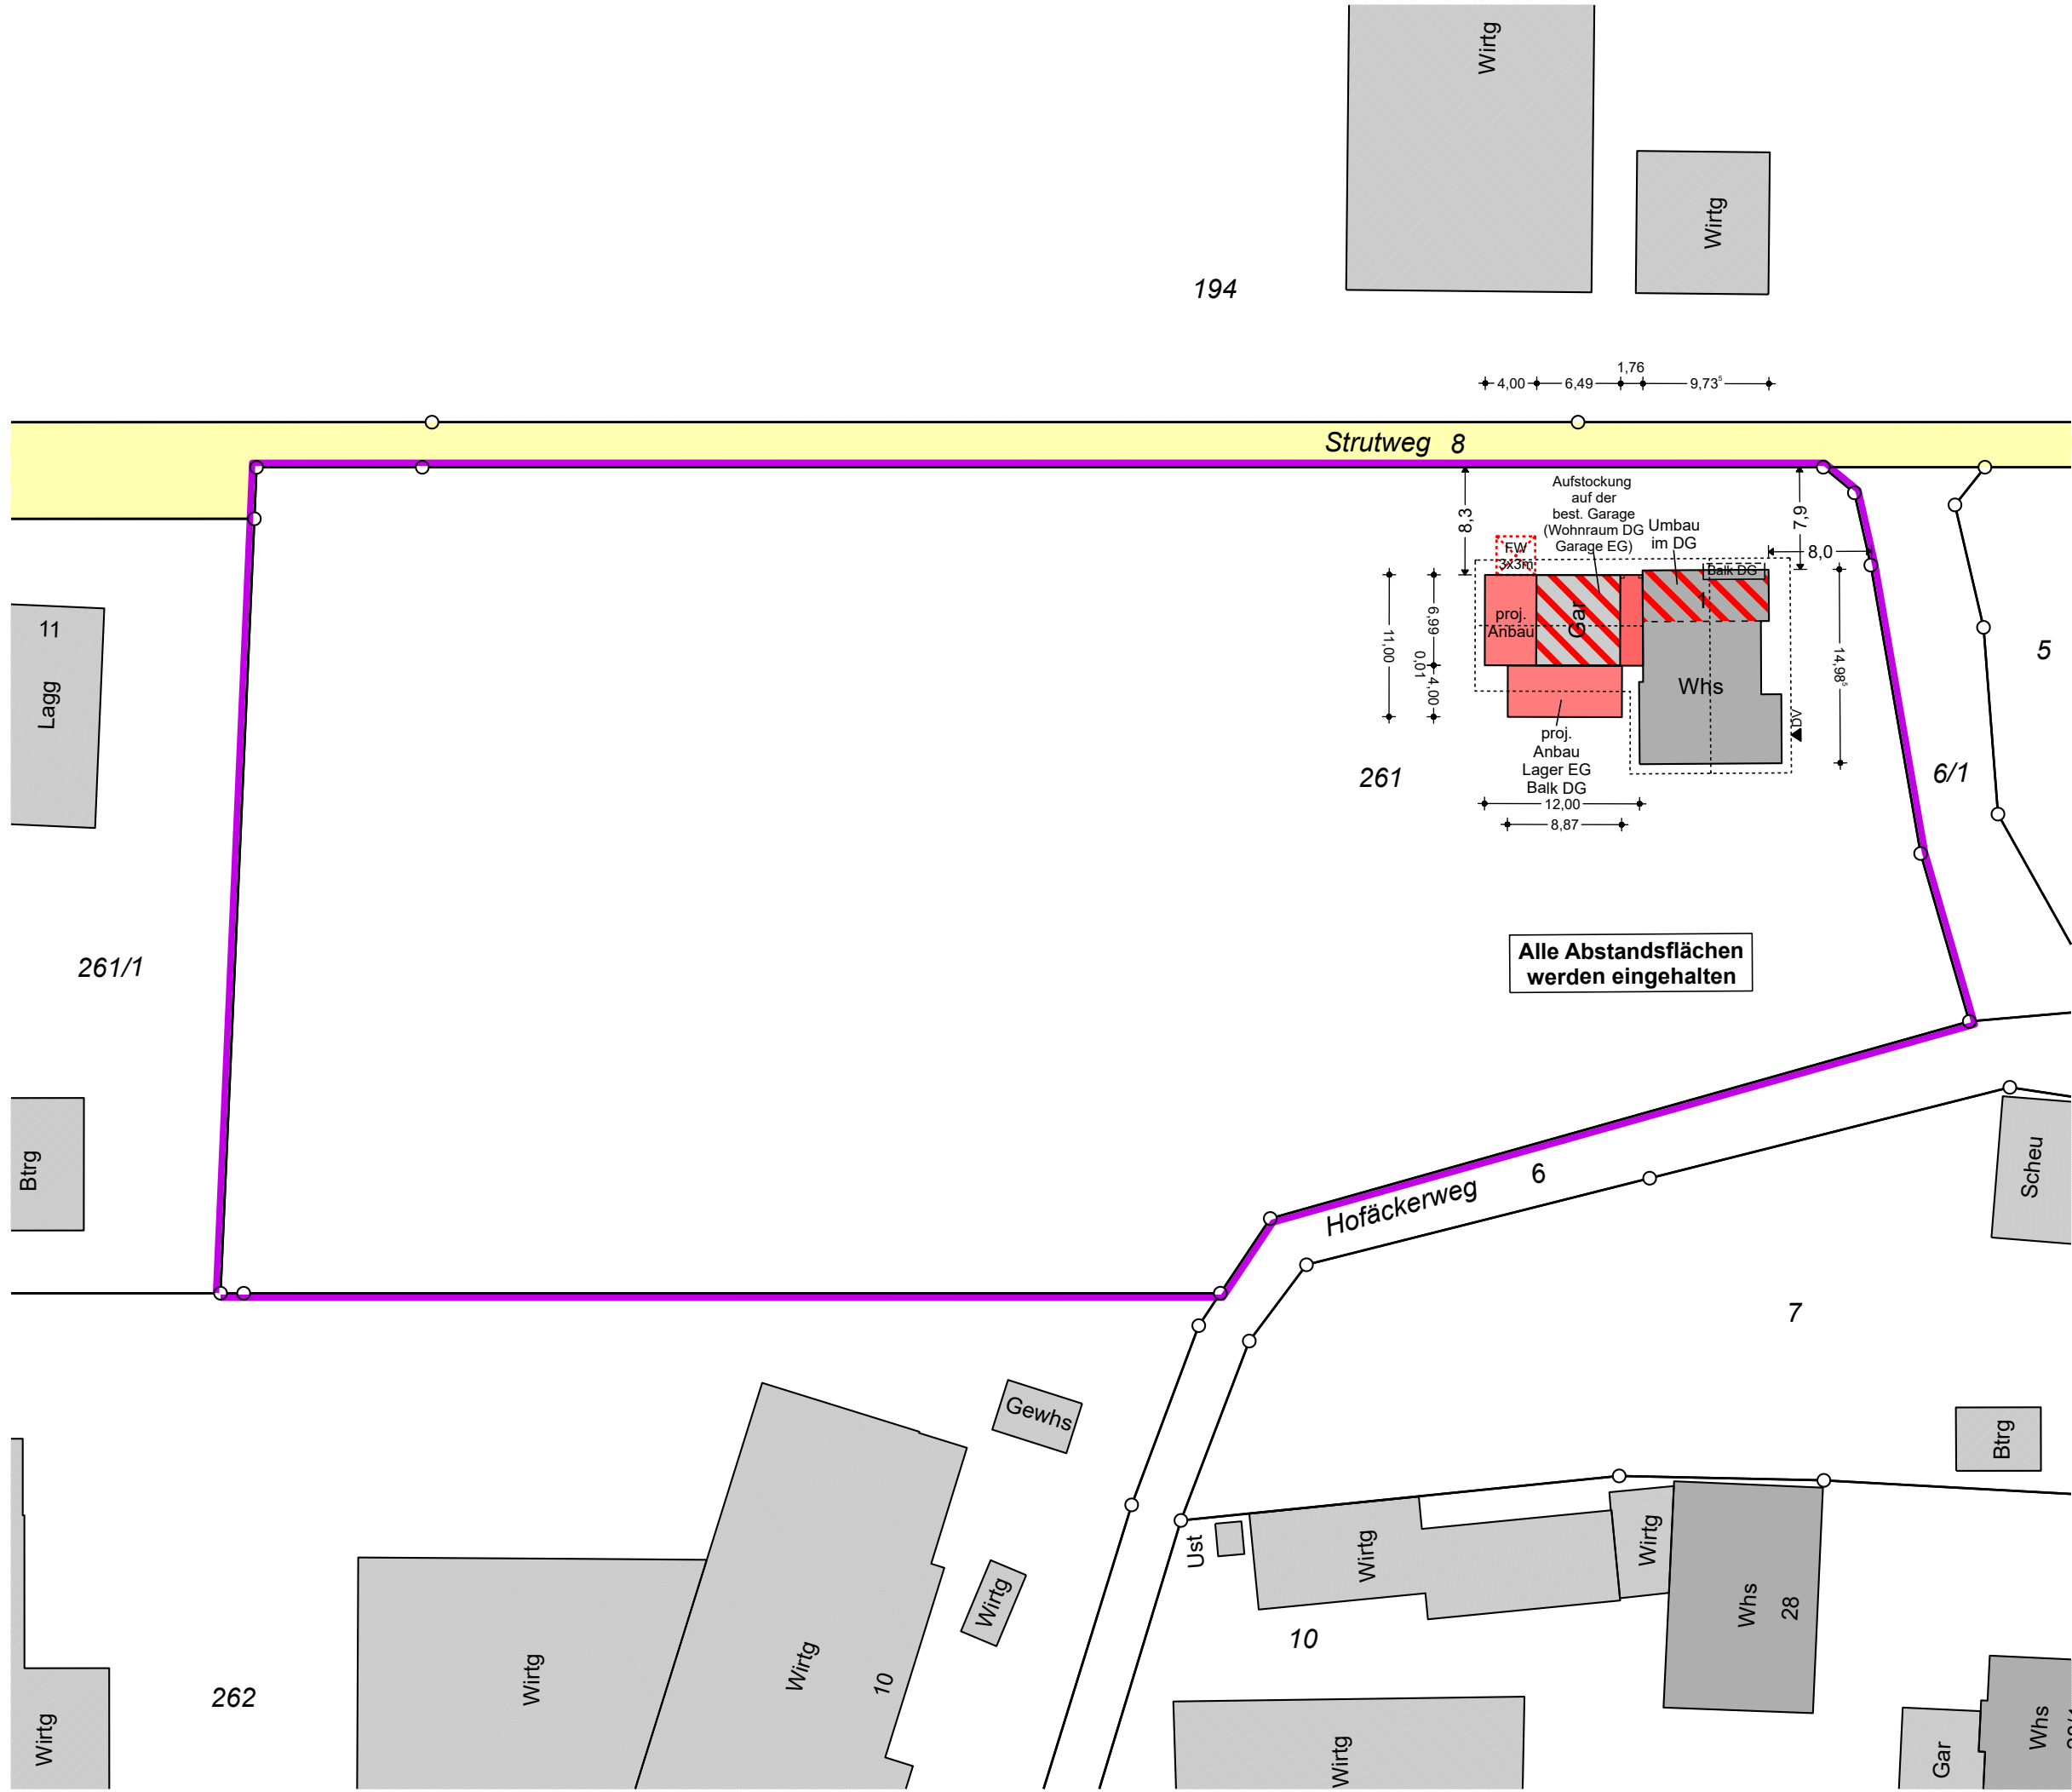 Wirtg
Wirtg
194
1,76
4,00
6,49
9,73⁵
Strutweg 8
8,3
Aufstockung
auf der
best. Garage
(Wohnraum DG
Garage EG)
Umbau
im DG
7,9
8,0
FW
3x3m
Balk DG
proj.
Anbau
Gar
1
11,00
6,99
0,01
4,00
14,98⁵
Whs
DV
proj.
Anbau
Lager EG
Balk DG
12,00
8,87
261
11
Lagg
5
6/1
261/1
Alle Abstandsflächen
werden eingehalten
Btrg
Hofäckerweg 6
Scheu
7
Gewhs
Btrg
Ust
Wirtg
Wirtg
Whs
28
Wirtg
Wirtg
Wirtg
10
10
262
Wirtg
Wirtg
Gar
Whs